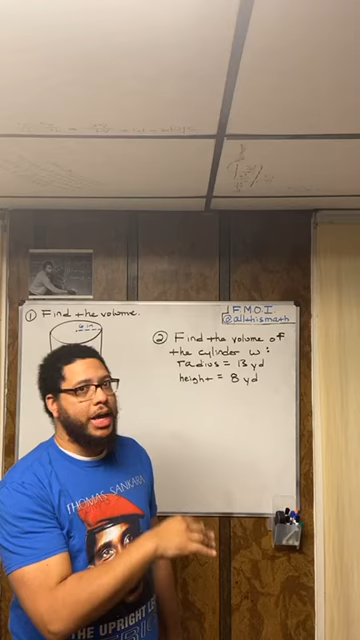 ① Find the volume.
6 in
F.M.O.I.
@allthismath
② Find the volume of
the cylinder w:
radius = 13 yd
height = 8 yd
THOMAS SANKARA
THE UPRIGHT